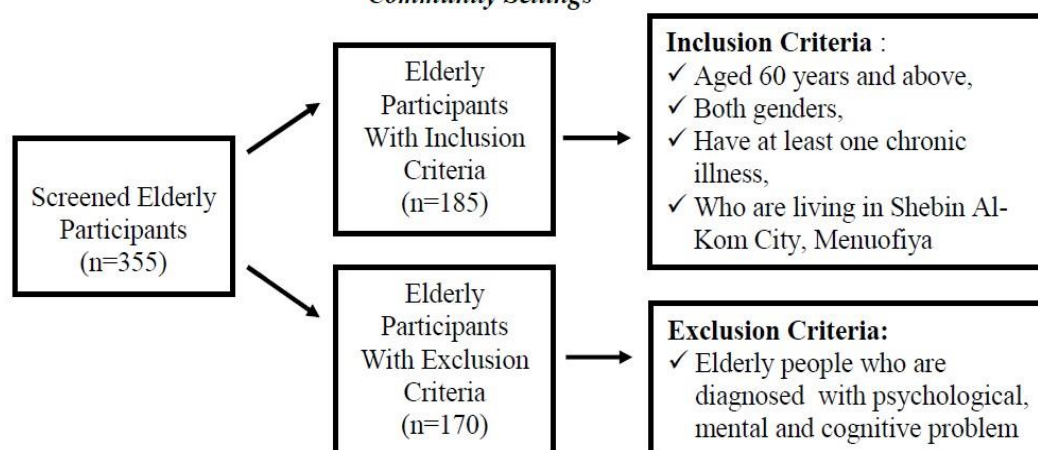 Community Settings
Screened Elderly
Participants
(n=355)
Elderly
Participants
With Inclusion
Criteria
(n=185)
Inclusion Criteria :
✓ Aged 60 years and above,
✓ Both genders,
✓ Have at least one chronic
illness,
✓ Who are living in Shebin Al-
Kom City, Menuofiya
Elderly
Participants
With Exclusion
Criteria
(n=170)
Exclusion Criteria:
✓ Elderly people who are
diagnosed with psychological,
mental and cognitive problem